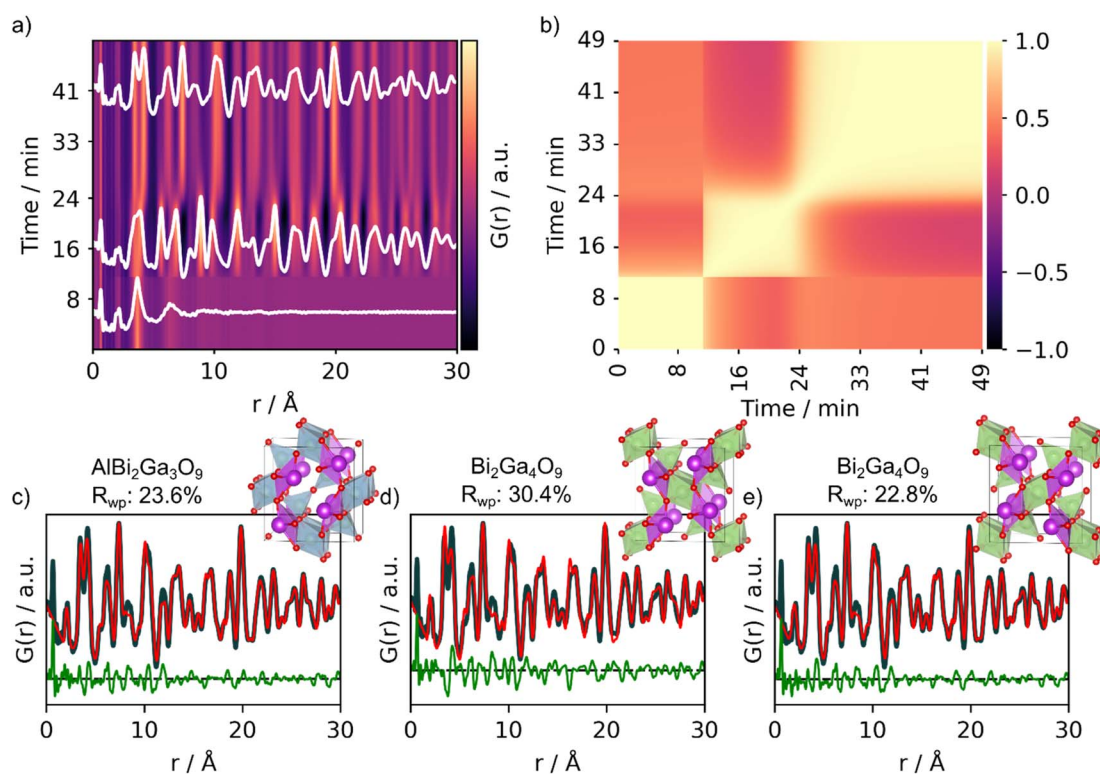 a)
b)
Time / min
41
33
24
16
8
0
10
20
30
r / Å
G(r) / a.u.
Time / min
49
41
33
24
16
8
0
0
8
16
24
33
41
49
Time / min
1.0
0.5
0.0
−0.5
−1.0
AlBi₂Ga₃O₉
c)
R_wp: 23.6%
Bi₂Ga₄O₉
d)
R_wp: 30.4%
Bi₂Ga₄O₉
e)
R_wp: 22.8%
G(r) / a.u.
0
10
20
30
r / Å
G(r) / a.u.
0
10
20
30
r / Å
G(r) / a.u.
0
10
20
30
r / Å